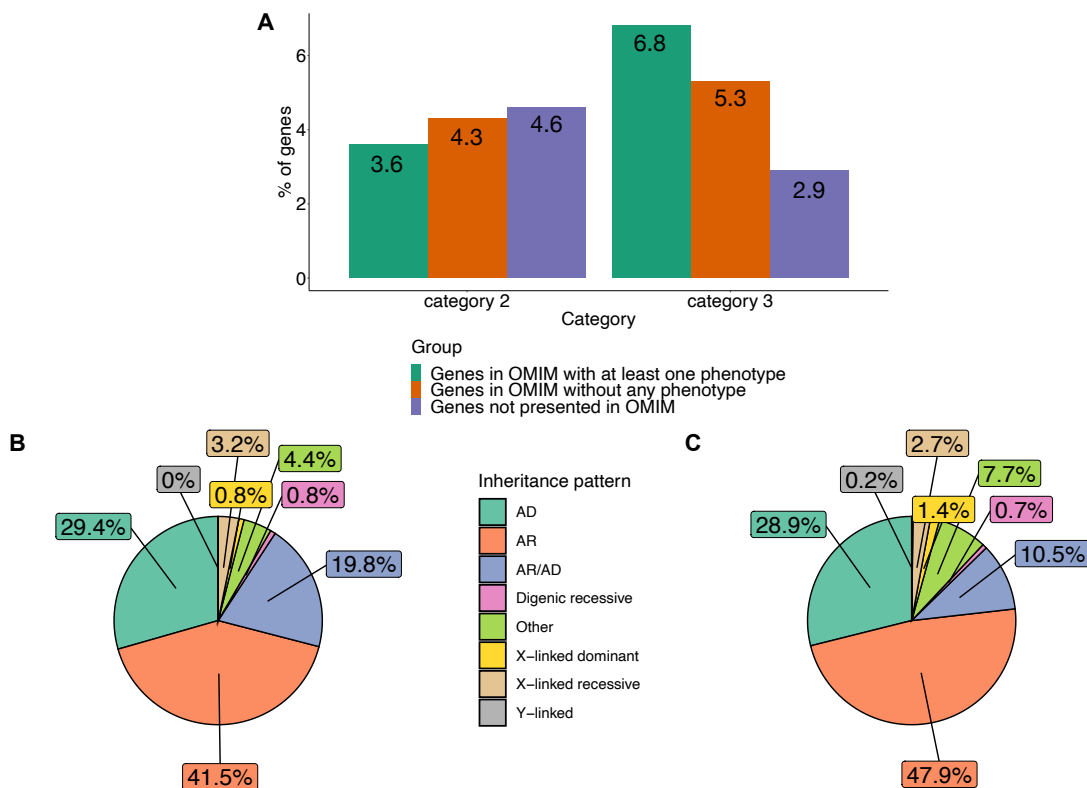 A
% of genes
6
4
2
0
3.6
4.3
4.6
6.8
5.3
2.9
category 2
category 3
Category
Group
Genes in OMIM with at least one phenotype
Genes in OMIM without any phenotype
Genes not presented in OMIM
B
3.2%
4.4%
0%
0.8%
0.8%
29.4%
19.8%
41.5%
Inheritance pattern
AD
AR
AR/AD
Digenic recessive
Other
X−linked dominant
X−linked recessive
Y−linked
C
2.7%
7.7%
0.2%
1.4%
0.7%
28.9%
10.5%
47.9%